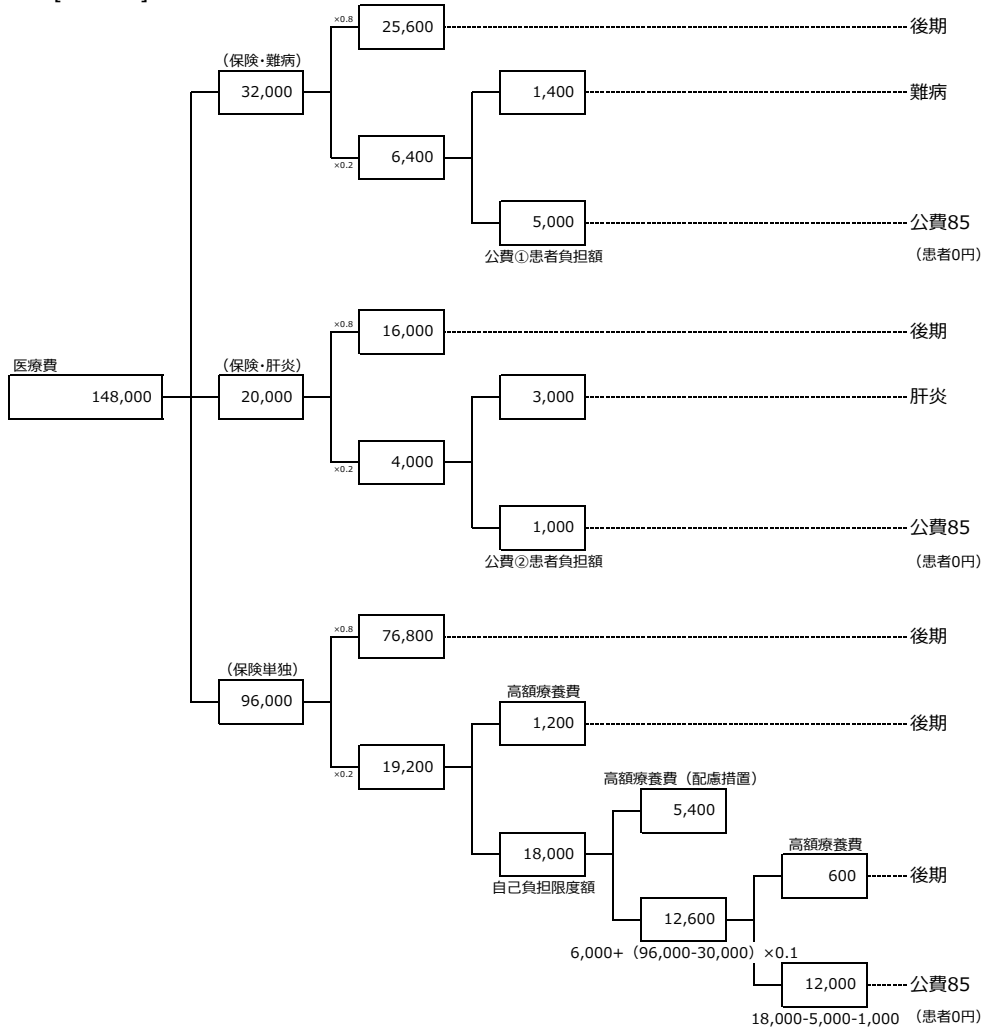 ×0.8
25,600
後期
（保険・難病）
32,000
1,400
難病
×0.2
6,400
5,000
公費85
公費①患者負担額
（患者0円）
×0.8
16,000
後期
医療費
148,000
（保険・肝炎）
20,000
3,000
肝炎
×0.2
4,000
1,000
公費85
公費②患者負担額
（患者0円）
×0.8
76,800
後期
（保険単独）
96,000
高額療養費
1,200
後期
×0.2
19,200
高額療養費（配慮措置）
5,400
18,000
自己負担限度額
高額療養費
600
後期
12,600
6,000+（96,000-30,000）×0.1
12,000
公費85
18,000-5,000-1,000
（患者0円）